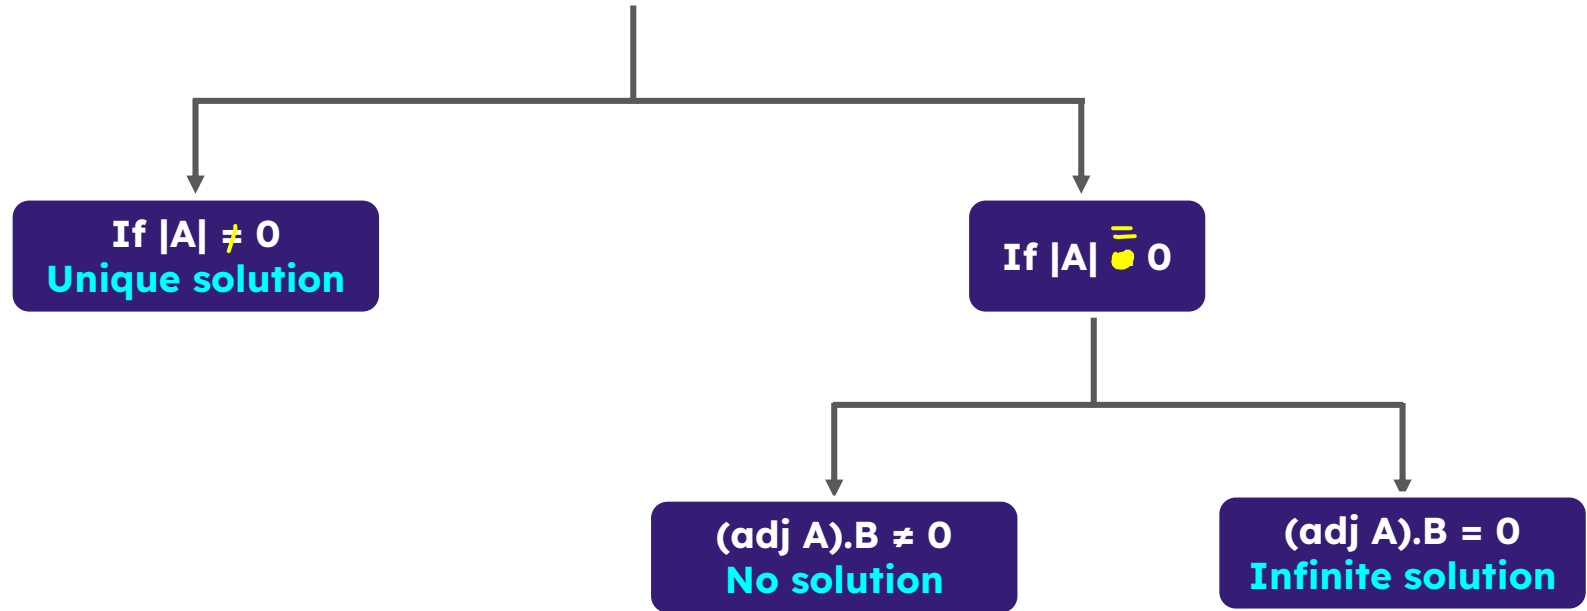 If |A| ≠ 0
Unique solution
If |A| = 0
(adj A).B ≠ 0
No solution
(adj A).B = 0
Infinite solution